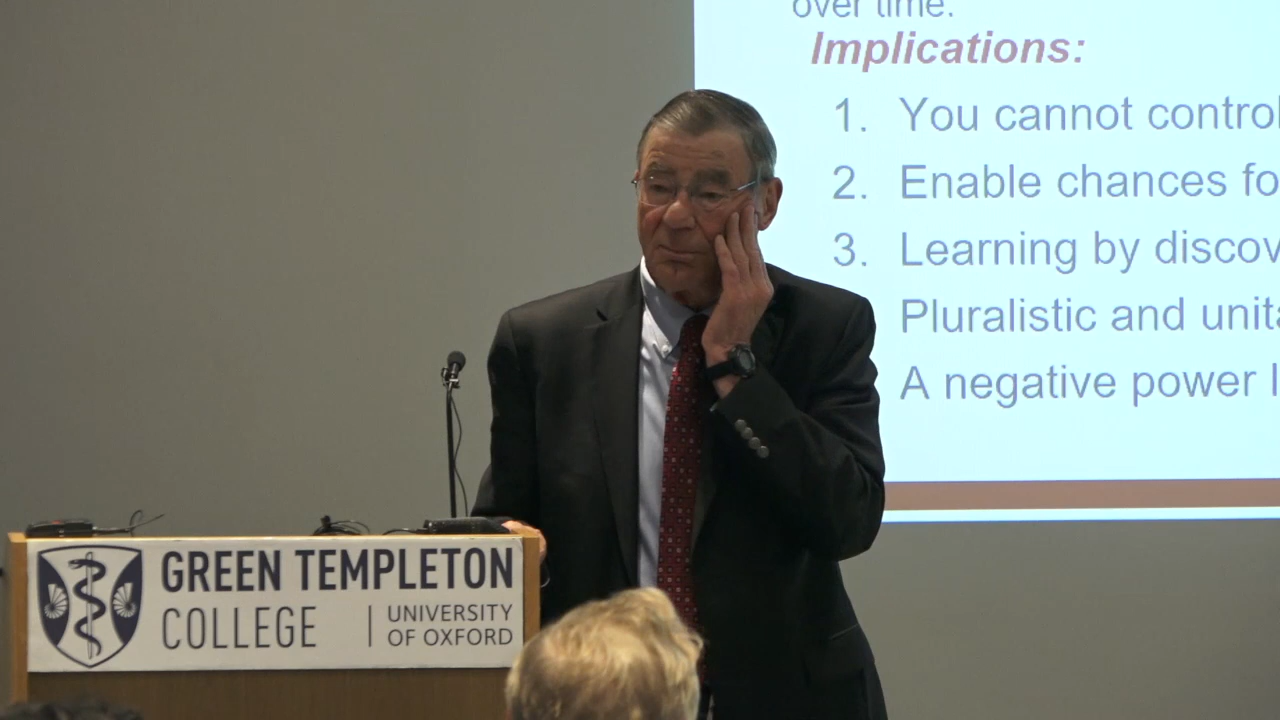 over time.
Implications:
1. You cannot control
2. Enable chances fo
3. Learning by discov
Pluralistic and unita
A negative power l
GREEN TEMPLETON
COLLEGE
UNIVERSITY
OF OXFORD